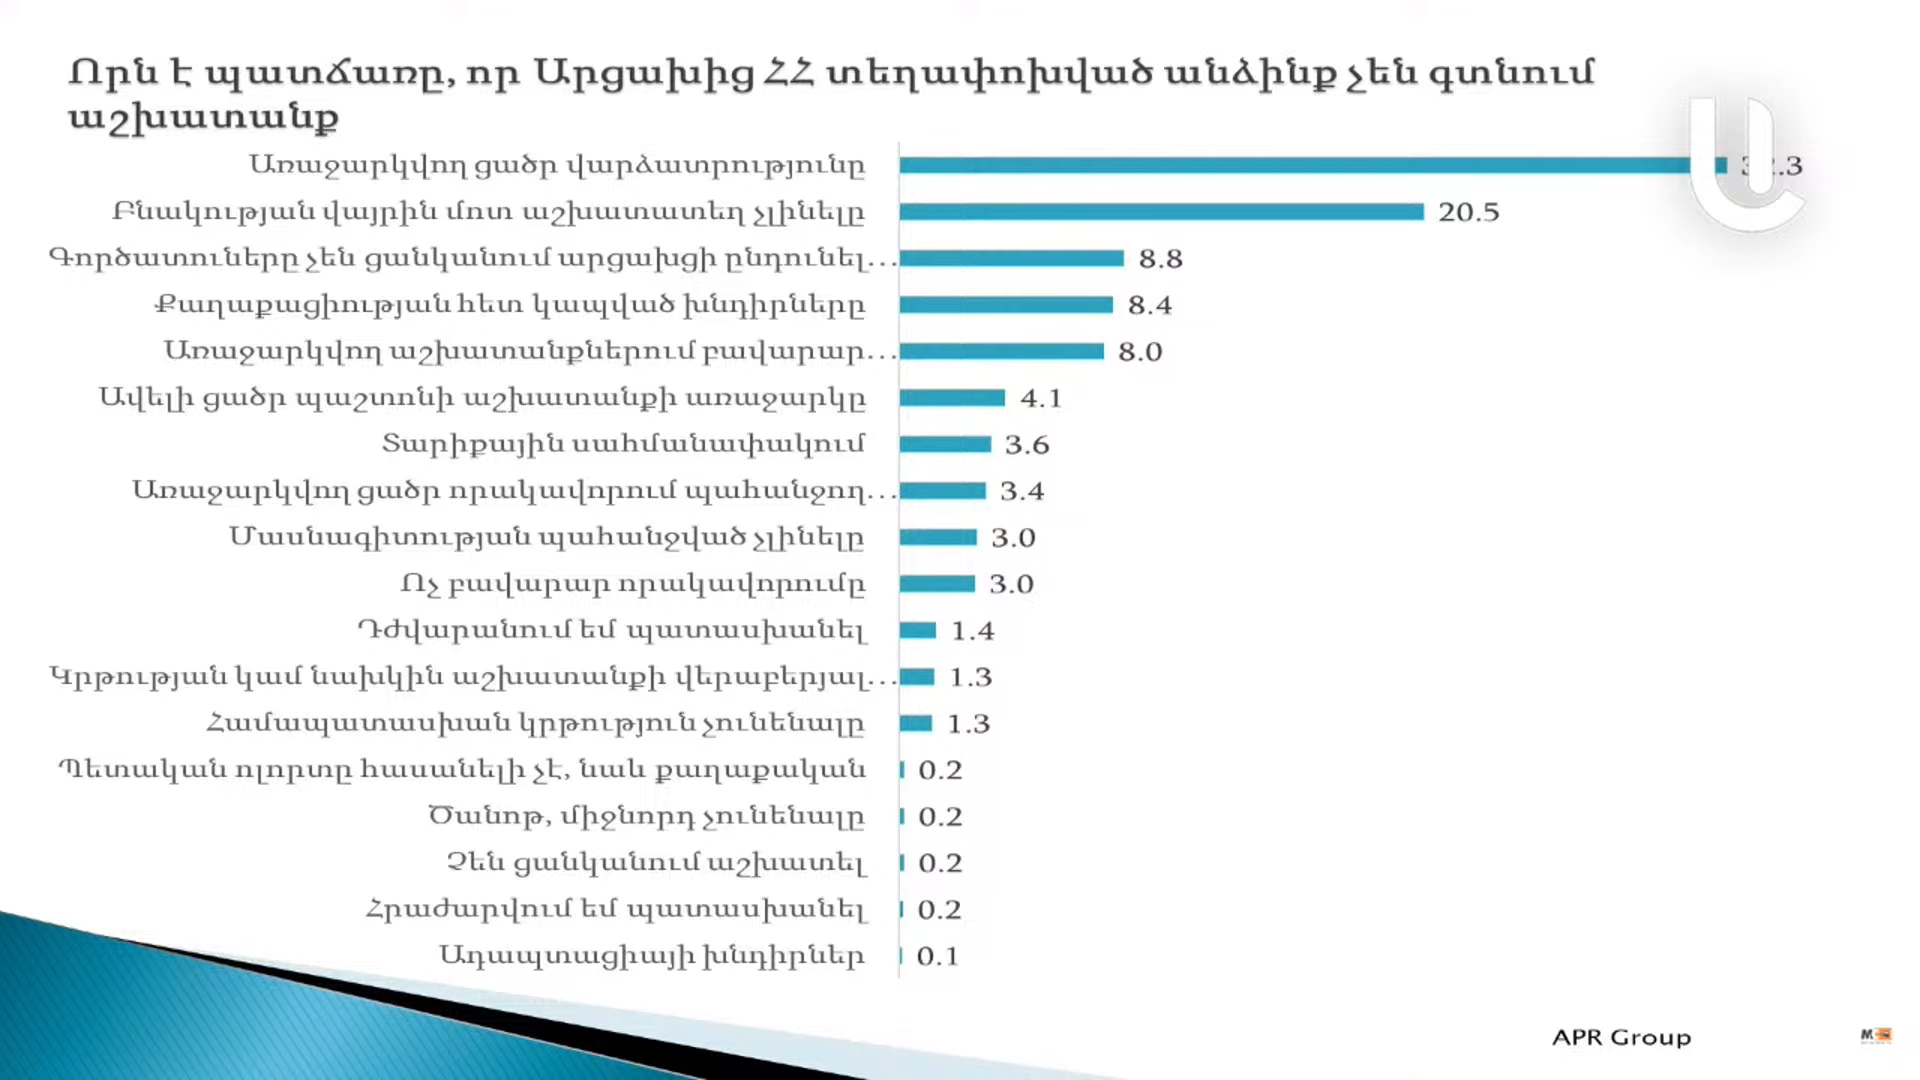 Որն է պատճառը, որ Արցախից ՀՀ տեղափոխված անձինք չեն գտնում
աշխատանք
Առաջարկվող ցածր վարձատրությունը
Բնակության վայրին մոտ աշխատատեղ չլինելը 20.5
Գործատուները չեն ցանկանում արցախցի ընդունել… 8.8
Քաղաքացիության հետ կապված խնդիրները 8.4
Առաջարկվող աշխատանքներում բավարար… 8.0
Ավելի ցածր պաշտոնի աշխատանքի առաջարկը 4.1
Տարիքային սահմանափակում 3.6
Առաջարկվող ցածր որակավորում պահանջող… 3.4
Մասնագիտության պահանջված չլինելը 3.0
Ոչ բավարար որակավորումը 3.0
Դժվարանում եմ պատասխանել 1.4
Կրթության կամ նախկին աշխատանքի վերաբերյալ… 1.3
Համապատասխան կրթություն չունենալը 1.3
Պետական ոլորտը հասանելի չէ, նաև քաղաքական 0.2
Ծանոթ, միջնորդ չունենալը 0.2
Չեն ցանկանում աշխատել 0.2
Հրաժարվում եմ պատասխանել 0.2
Ադապտացիայի խնդիրներ 0.1
APR Group